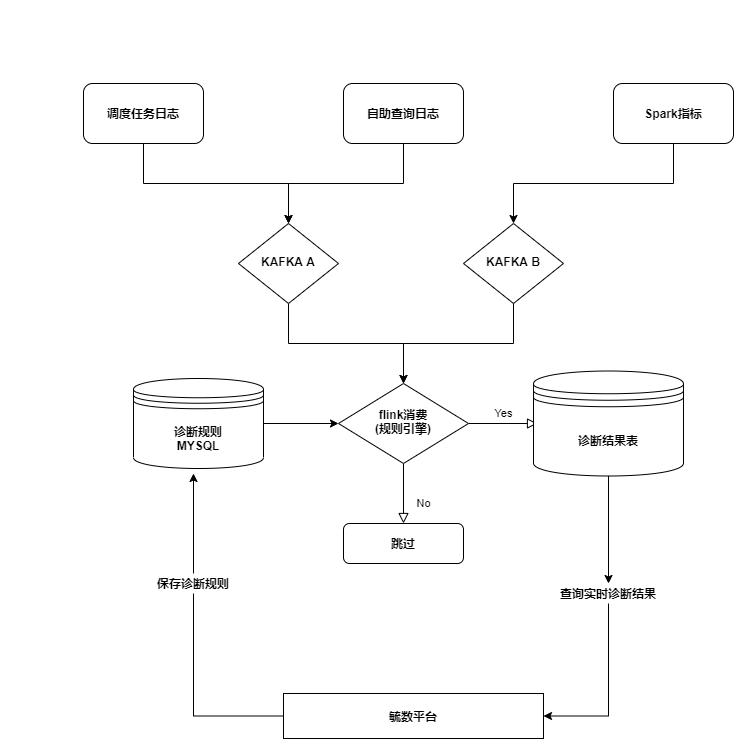 调度任务日志
自助查询日志
Spark指标
KAFKA A
KAFKA B
诊断规则
MYSQL
flink消费
(规则引擎)
Yes
诊断结果表
No
跳过
保存诊断规则
查询实时诊断结果
毓数平台